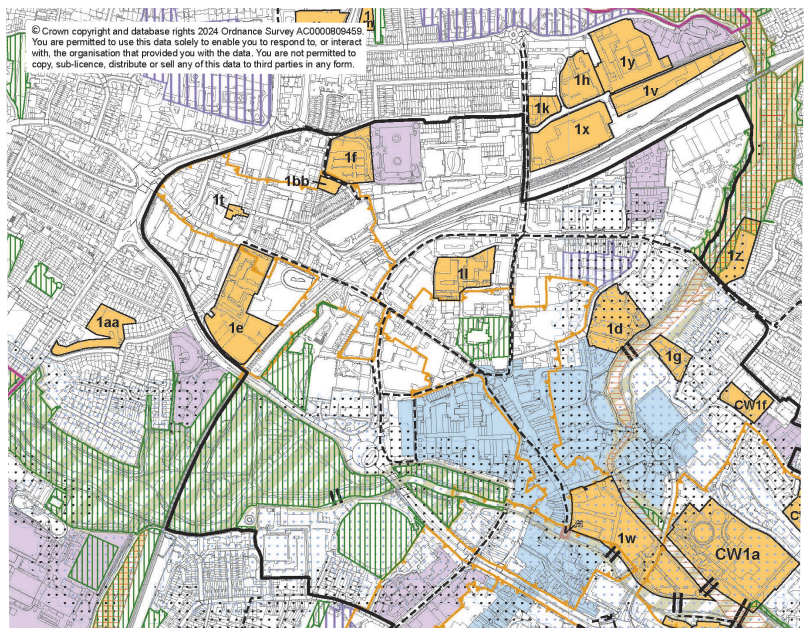 © Crown copyright and database rights 2024 Ordnance Survey AC0000809459.
You are permitted to use this data solely to enable you to respond to, or interact
with, the organisation that provided you with the data. You are not permitted to
copy, sub-licence, distribute or sell any of this data to third parties in any form.
1y
1h
1v
1k
1x
1f
1bb
1t
1z
1l
1aa
1e
1d
1g
CW1f
1w
CW1a